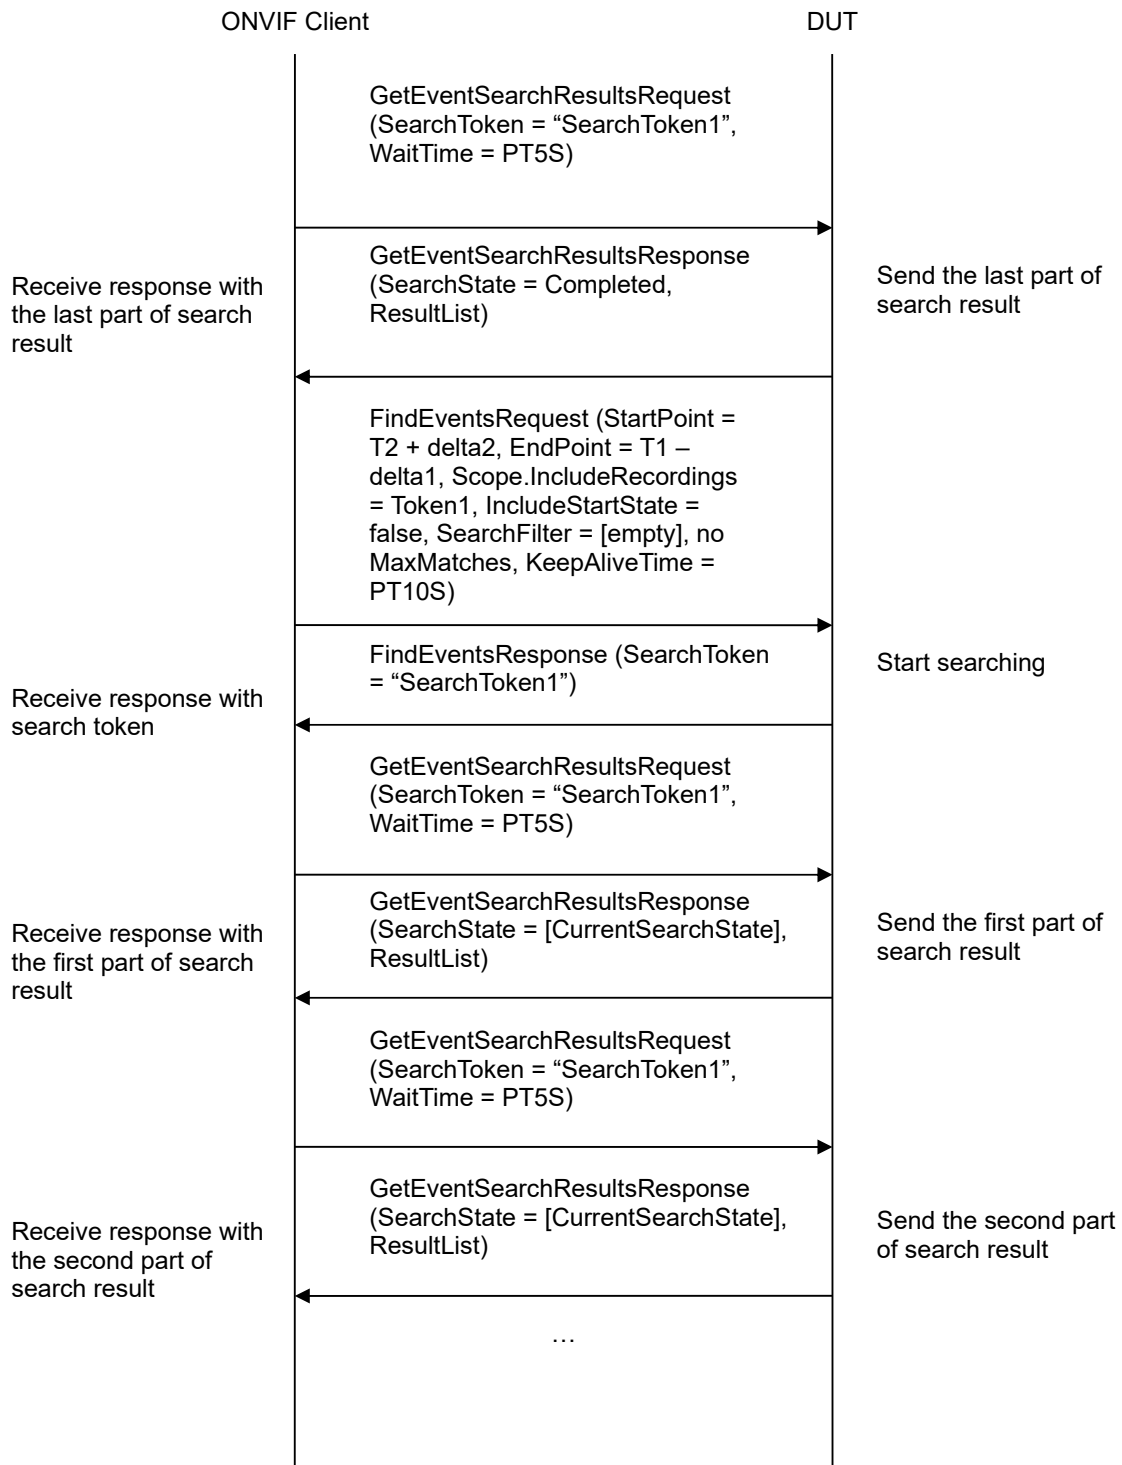 ONVIF Client
DUT
GetEventSearchResultsRequest
(SearchToken = “SearchToken1”,
WaitTime = PT5S)
GetEventSearchResultsResponse
(SearchState = Completed,
ResultList)
Send the last part of
search result
Receive response with
the last part of search
result
FindEventsRequest (StartPoint =
T2 + delta2, EndPoint = T1 –
delta1, Scope.IncludeRecordings
= Token1, IncludeStartState =
false, SearchFilter = [empty], no
MaxMatches, KeepAliveTime =
PT10S)
FindEventsResponse (SearchToken
= “SearchToken1”)
Start searching
Receive response with
search token
GetEventSearchResultsRequest
(SearchToken = “SearchToken1”,
WaitTime = PT5S)
GetEventSearchResultsResponse
(SearchState = [CurrentSearchState],
ResultList)
Send the first part of
search result
Receive response with
the first part of search
result
GetEventSearchResultsRequest
(SearchToken = “SearchToken1”,
WaitTime = PT5S)
GetEventSearchResultsResponse
(SearchState = [CurrentSearchState],
ResultList)
Send the second part
of search result
Receive response with
the second part of
search result
…